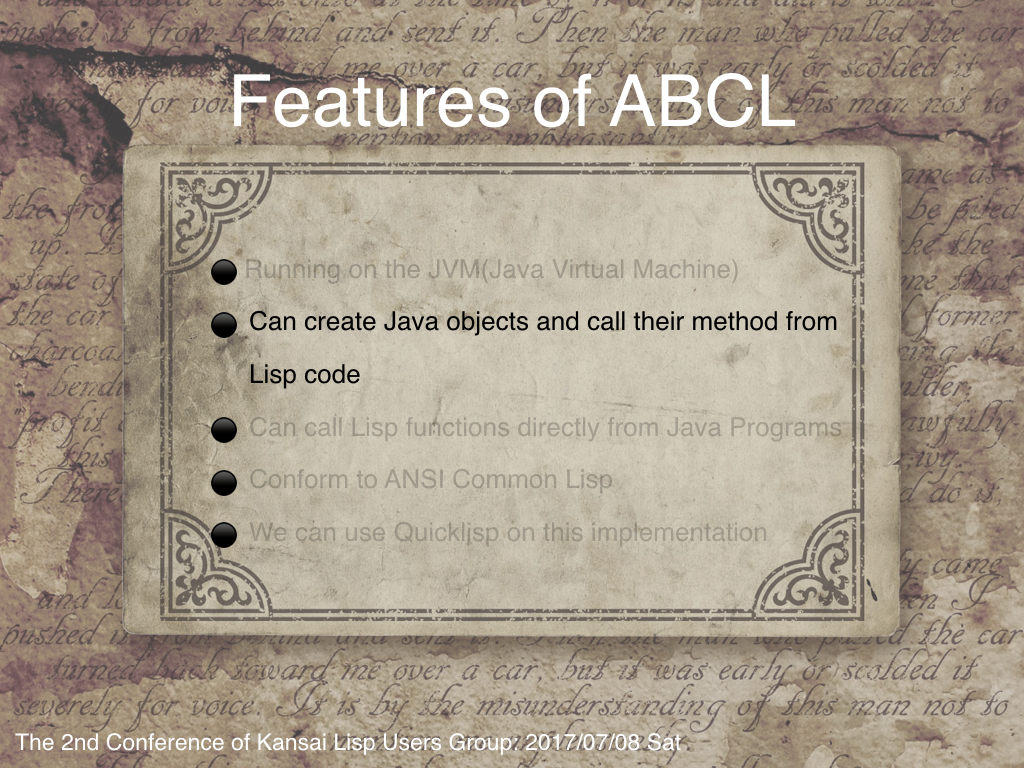 Features of ABCL
Running on the JVM(Java Virtual Machine)
Can create Java objects and call their method from
Lisp code
Can call Lisp functions directly from Java Programs
Conform to ANSI Common Lisp
We can use Quickljsp on this implementation
The 2nd Conference of Kansai Lisp Users Group: 2017/07/08 Sat